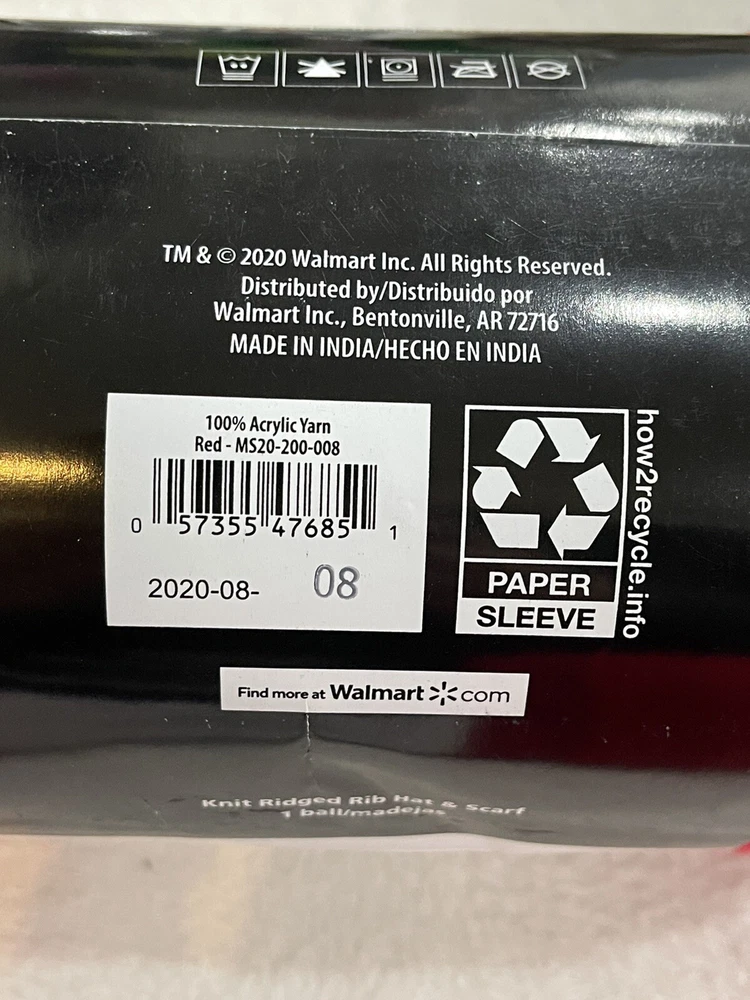 TM & © 2020 Walmart Inc. All Rights Reserved.
Distributed by/Distribuido por
Walmart Inc., Bentonville, AR 72716
MADE IN INDIA/HECHO EN INDIA
100% Acrylic Yarn
Red - MS20-200-008
0 57355 47685 1
2020-08- 08
PAPER
SLEEVE
how2recycle.info
Find more at Walmart com
Knit Ridged Rib Hat & Scarf
1 ball/madejas